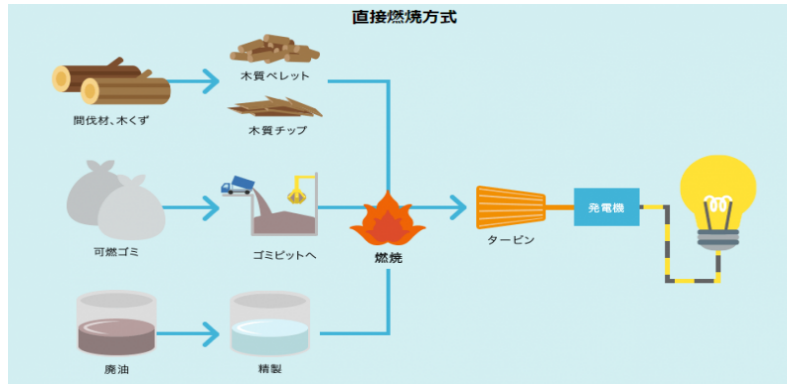 直接燃焼方式
木質ペレット
間伐材、木くず
木質チップ
可燃ゴミ
ゴミピットへ
燃焼
タービン
発電機
廃油
精製